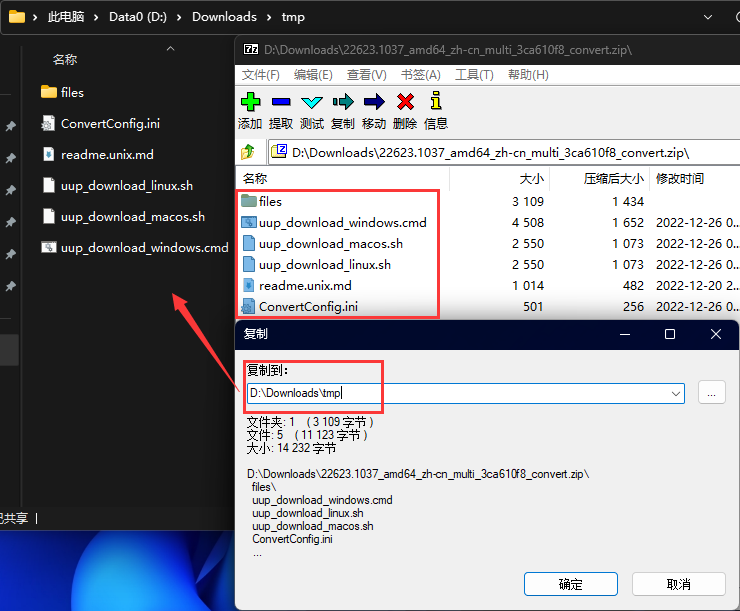 此电脑 > Data0 (D:) > Downloads > tmp
名称
files
ConvertConfig.ini
readme.unix.md
uup_download_linux.sh
uup_download_macos.sh
uup_download_windows.cmd
已共享
D:\Downloads\22623.1037_amd64_zh-cn_multi_3ca610f8_convert.zip\
文件(F) 编辑(E) 查看(V) 书签(A) 工具(T) 帮助(H)
添加 提取 测试 复制 移动 删除 信息
D:\Downloads\22623.1037_amd64_zh-cn_multi_3ca610f8_convert.zip\
名称 大小 压缩后大小 修改时间
files 3 109 1 434
uup_download_windows.cmd 4 508 1 652 2022-12-26 0...
uup_download_macos.sh 2 550 1 073 2022-12-26 0...
uup_download_linux.sh 2 550 1 073 2022-12-26 0...
readme.unix.md 1 014 482 2022-12-20 2...
ConvertConfig.ini 501 256 2022-12-26 0...
复制
复制到：
D:\Downloads\tmp
...
文件夹: 1 （3 109 字节）
文件: 5 （11 123 字节）
大小: 14 232 字节
D:\Downloads\22623.1037_amd64_zh-cn_multi_3ca610f8_convert.zip\
files\
uup_download_windows.cmd
uup_download_linux.sh
uup_download_macos.sh
ConvertConfig.ini
...
确定 取消